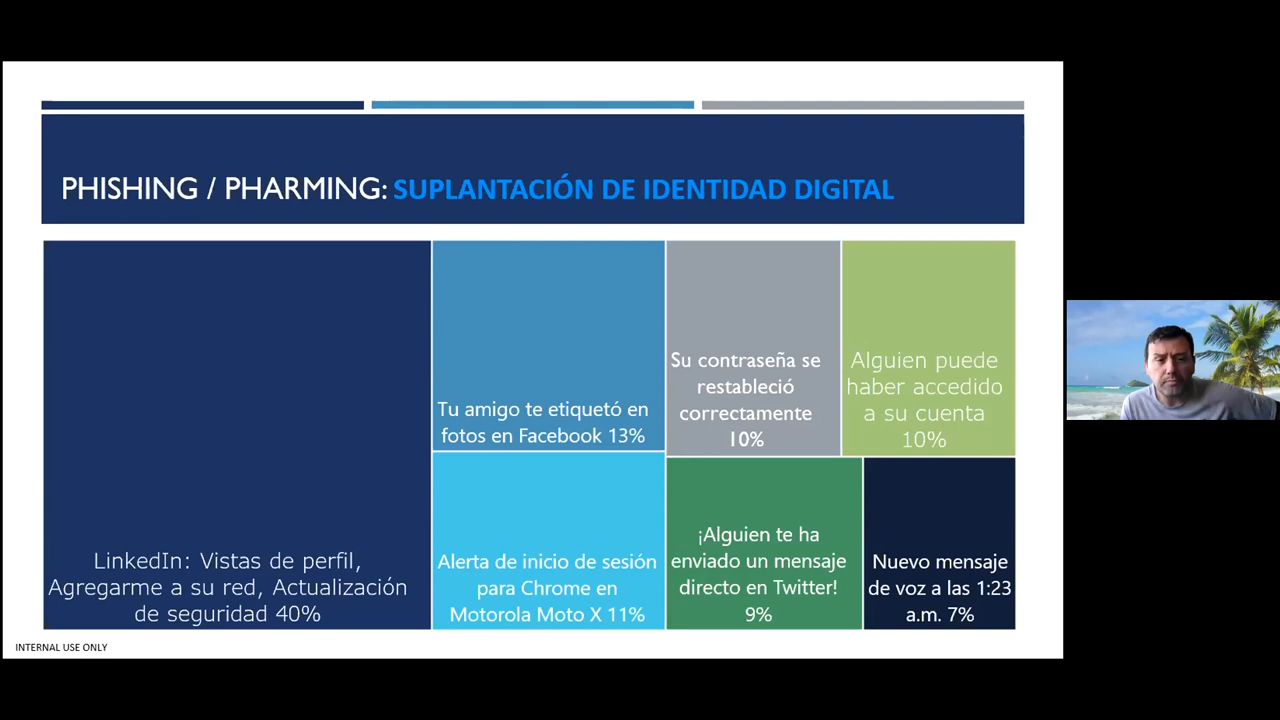 PHISHING / PHARMING: SUPLANTACIÓN DE IDENTIDAD DIGITAL
LinkedIn: Vistas de perfil,
Agregarme a su red, Actualización
de seguridad 40%
Tu amigo te etiquetó en
fotos en Facebook 13%
Alerta de inicio de sesión
para Chrome en
Motorola Moto X 11%
Su contraseña se
restableció
correctamente
10%
Alguien puede
haber accedido
a su cuenta
10%
¡Alguien te ha
enviado un mensaje
directo en Twitter!
9%
Nuevo mensaje
de voz a las 1:23
a.m. 7%
INTERNAL USE ONLY